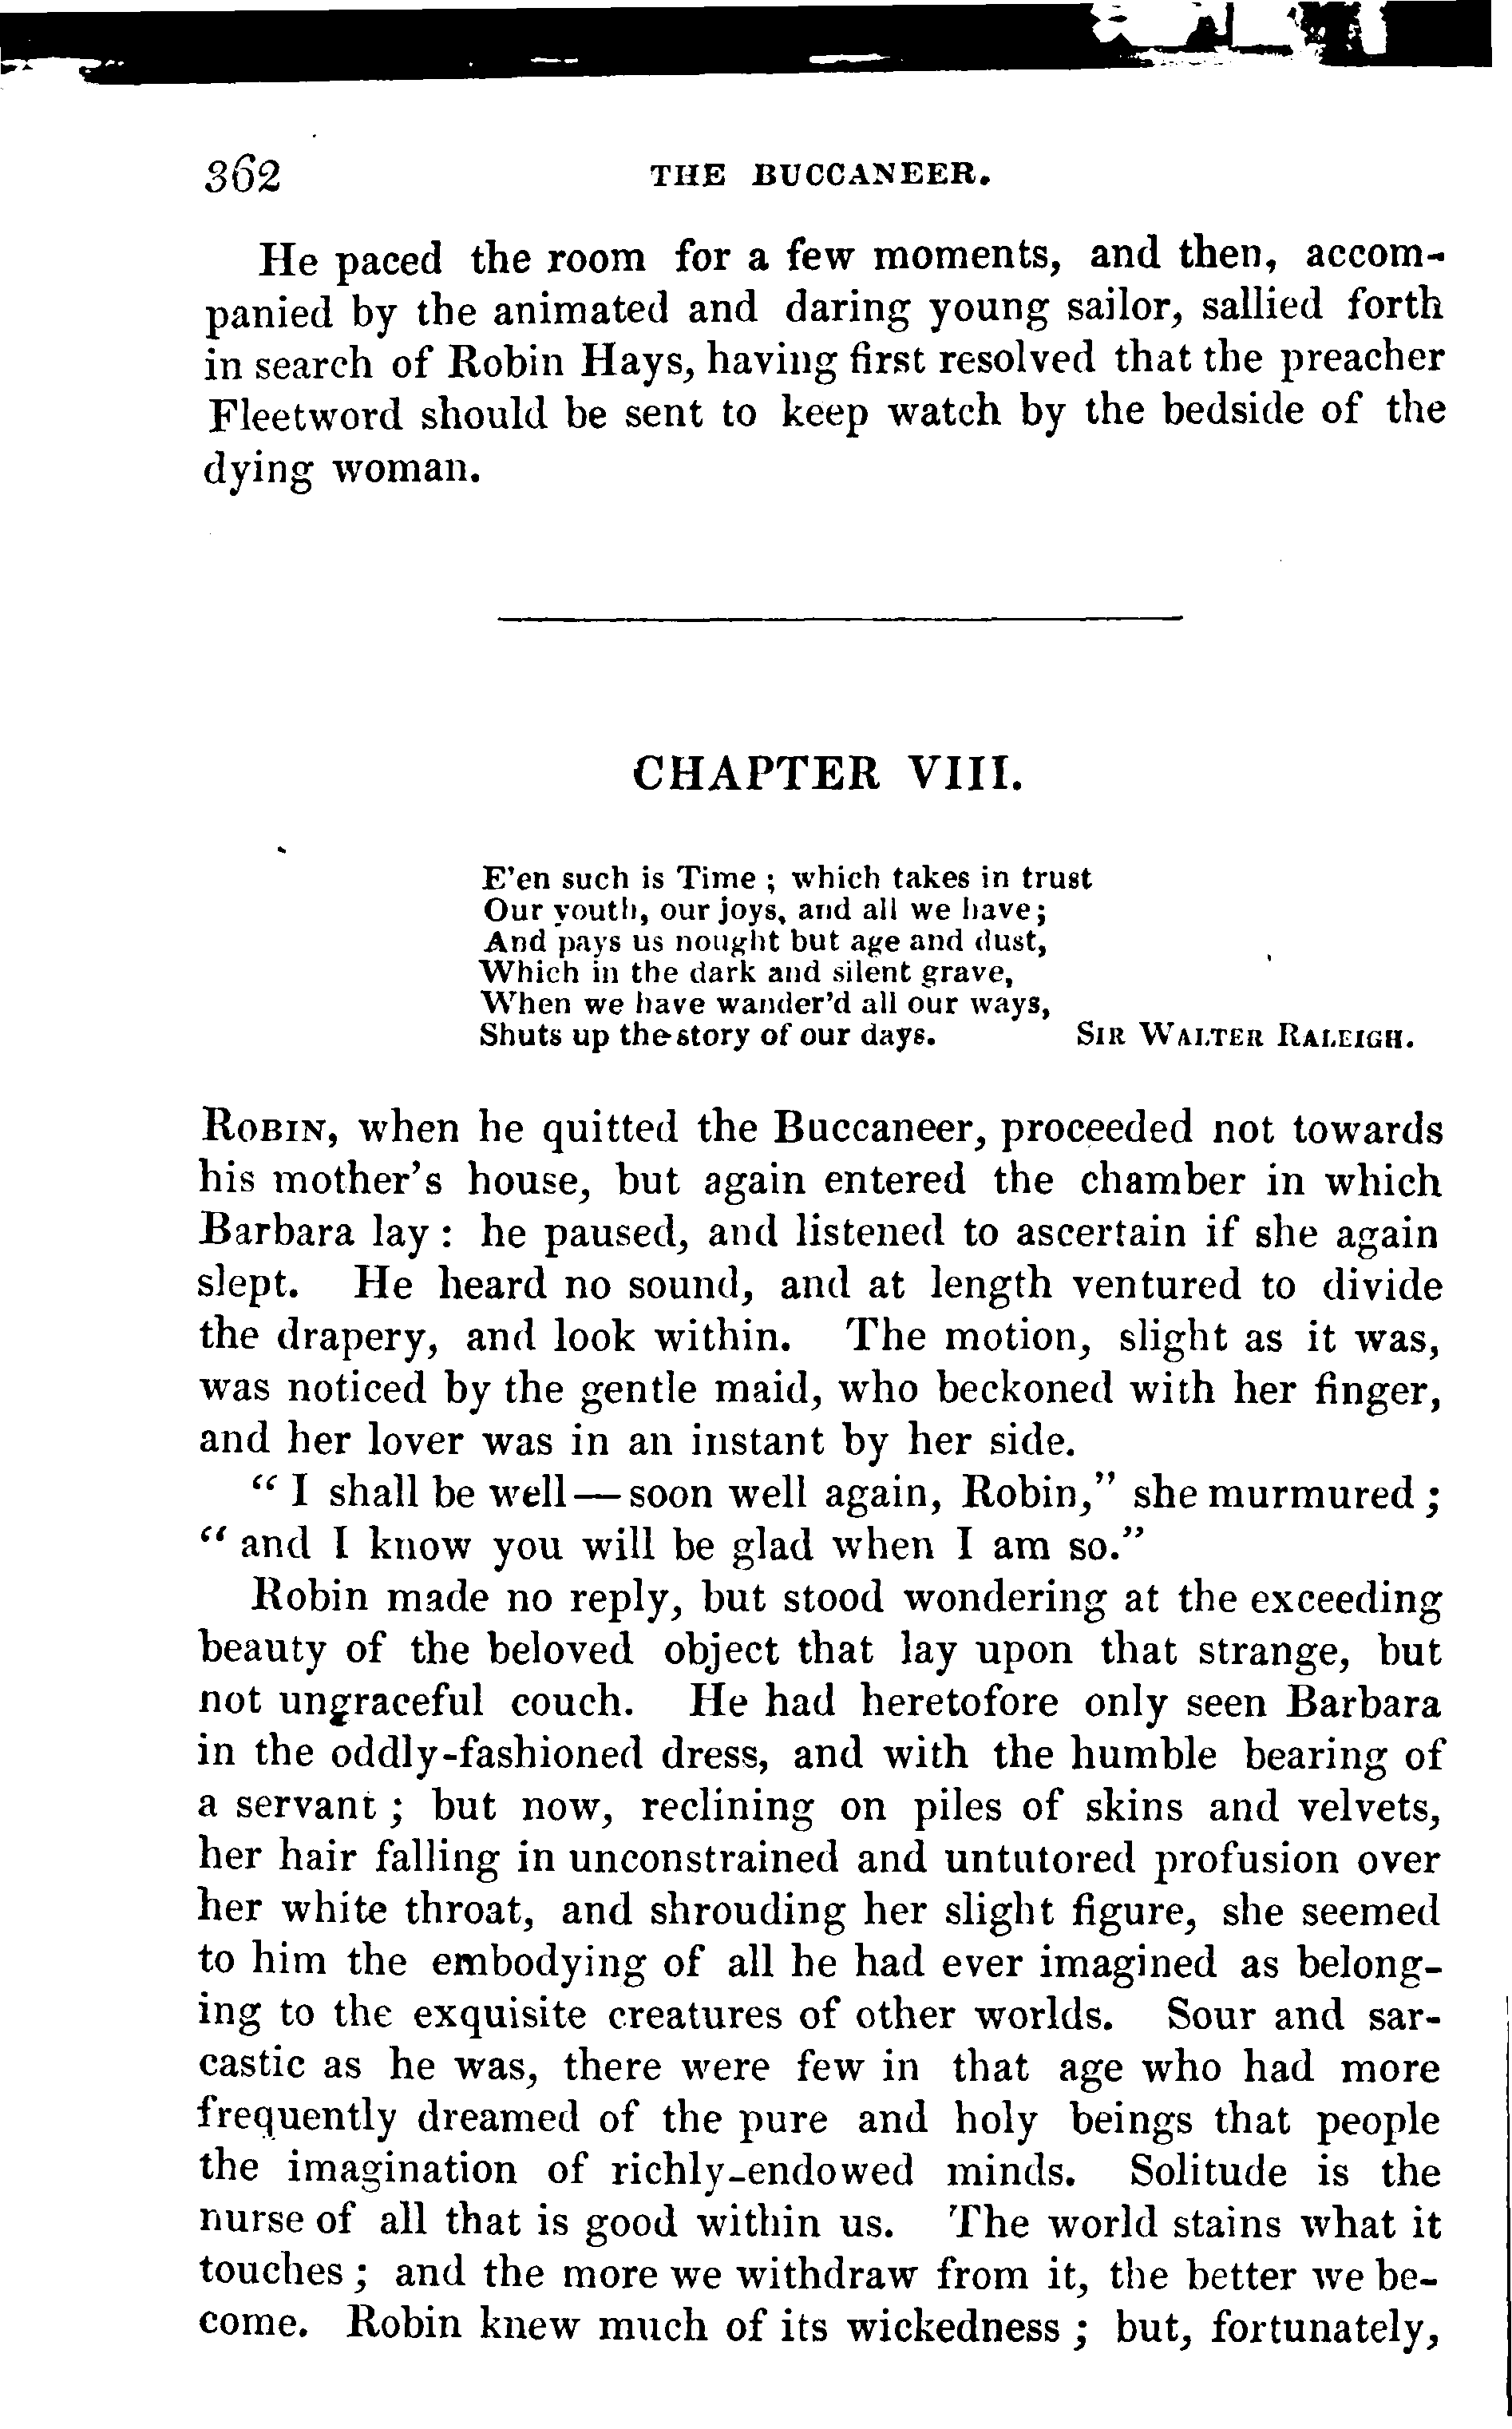 362 THE BUCCANEER.
He paced the room for a few moments, and then, accom-
panied by the animated and daring young sailor, sallied forth
in search of Robin Hays, having first resolved that the preacher
Fleetword should be sent to keep watch by the bedside of the
dying woman.
CHAPTER VIII.
E'en such is Time ; which takes in trust
Our youth, our joys, and all we have;
And pays us nought but age and dust,
Which in the dark and silent grave,
When we have wander'd all our ways,
Shuts up the story of our days. SIR WALTER RALEIGH.
ROBIN, when he quitted the Buccaneer, proceeded not towards
his mother's house, but again entered the chamber in which
Barbara lay : he paused, and listened to ascertain if she again
slept. He heard no sound, and at length ventured to divide
the drapery, and look within. The motion, slight as it was,
was noticed by the gentle maid, who beckoned with her finger,
and her lover was in an instant by her side.
“ I shall be well — soon well again, Robin,” she murmured ;
“ and I know you will be glad when I am so.”
Robin made no reply, but stood wondering at the exceeding
beauty of the beloved object that lay upon that strange, but
not ungraceful couch. He had heretofore only seen Barbara
in the oddly-fashioned dress, and with the humble bearing of
a servant ; but now, reclining on piles of skins and velvets,
her hair falling in unconstrained and untutored profusion over
her white throat, and shrouding her slight figure, she seemed
to him the embodying of all he had ever imagined as belong-
ing to the exquisite creatures of other worlds. Sour and sar-
castic as he was, there were few in that age who had more
frequently dreamed of the pure and holy beings that people
the imagination of richly-endowed minds. Solitude is the
nurse of all that is good within us. The world stains what it
touches ; and the more we withdraw from it, the better we be-
come. Robin knew much of its wickedness ; but, fortunately,